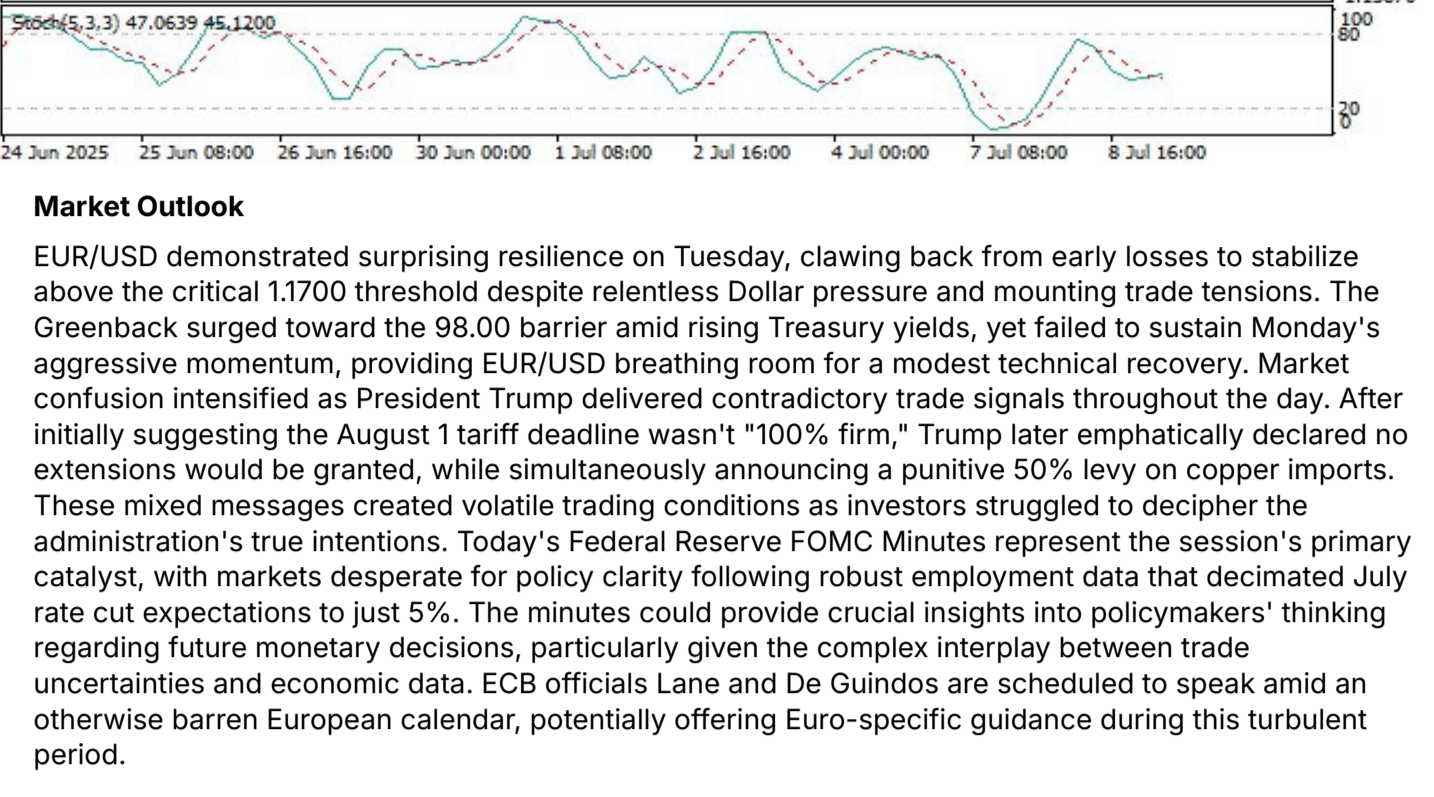 Stoch(5,3,3) 47.0639 45.1200
100
80
20
0
24 Jun 2025 25 Jun 08:00 26 Jun 16:00 30 Jun 00:00 1 Jul 08:00 2 Jul 16:00 4 Jul 00:00 7 Jul 08:00 8 Jul 16:00
Market Outlook
EUR/USD demonstrated surprising resilience on Tuesday, clawing back from early losses to stabilize
above the critical 1.1700 threshold despite relentless Dollar pressure and mounting trade tensions. The
Greenback surged toward the 98.00 barrier amid rising Treasury yields, yet failed to sustain Monday's
aggressive momentum, providing EUR/USD breathing room for a modest technical recovery. Market
confusion intensified as President Trump delivered contradictory trade signals throughout the day. After
initially suggesting the August 1 tariff deadline wasn't "100% firm," Trump later emphatically declared no
extensions would be granted, while simultaneously announcing a punitive 50% levy on copper imports.
These mixed messages created volatile trading conditions as investors struggled to decipher the
administration's true intentions. Today's Federal Reserve FOMC Minutes represent the session's primary
catalyst, with markets desperate for policy clarity following robust employment data that decimated July
rate cut expectations to just 5%. The minutes could provide crucial insights into policymakers' thinking
regarding future monetary decisions, particularly given the complex interplay between trade
uncertainties and economic data. ECB officials Lane and De Guindos are scheduled to speak amid an
otherwise barren European calendar, potentially offering Euro-specific guidance during this turbulent
period.